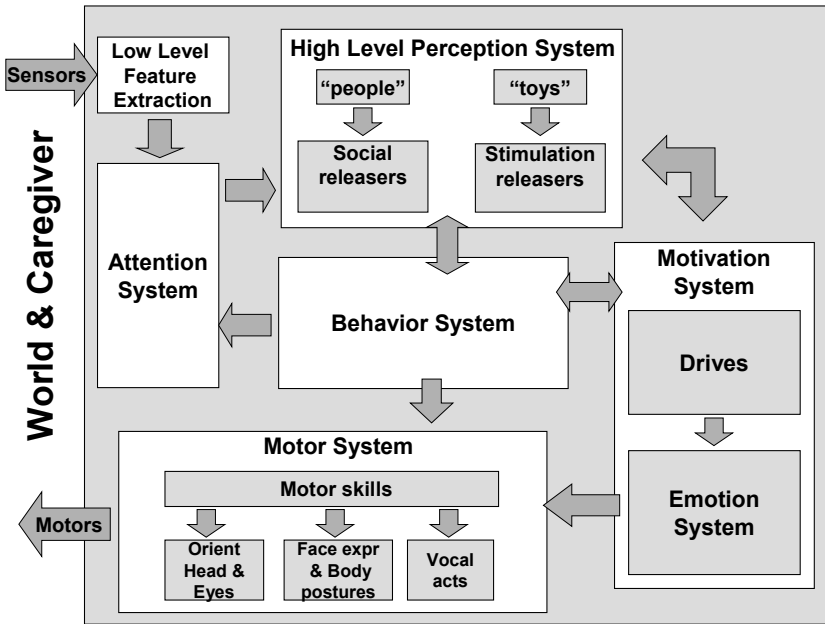 World & Caregiver
Sensors
Low Level
Feature
Extraction
High Level Perception System
“people”
“toys”
Social
releasers
Stimulation
releasers
Attention
System
Behavior System
Motivation
System
Drives
Emotion
System
Motor System
Motor skills
Orient
Head &
Eyes
Face expr
& Body
postures
Vocal
acts
Motors